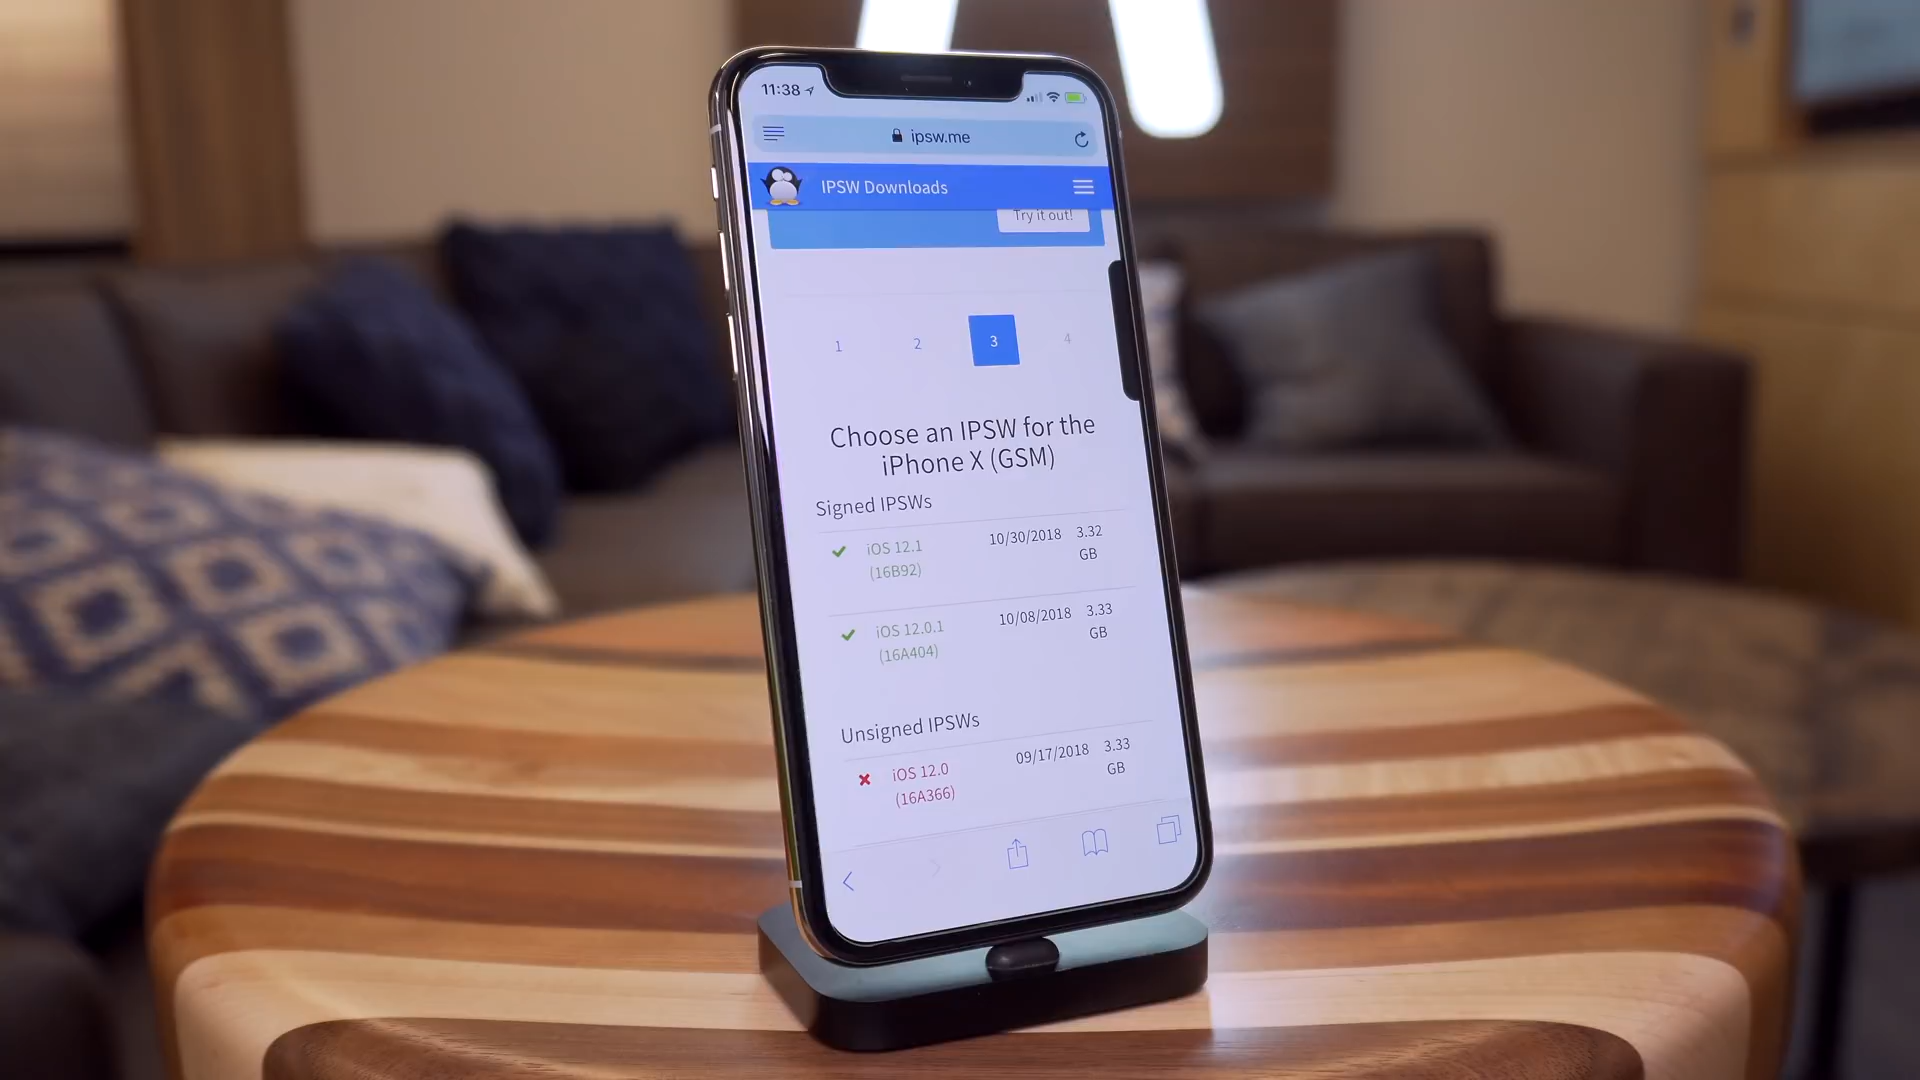 11:38
ipsw.me
IPSW Downloads
Try it out!
1 2 3 4
Choose an IPSW for the
iPhone X (GSM)
Signed IPSWs
iOS 12.1 10/30/2018 3.32
(16B92) GB
iOS 12.0.1 10/08/2018 3.33
(16A404) GB
Unsigned IPSWs
iOS 12.0 09/17/2018 3.33
(16A366) GB